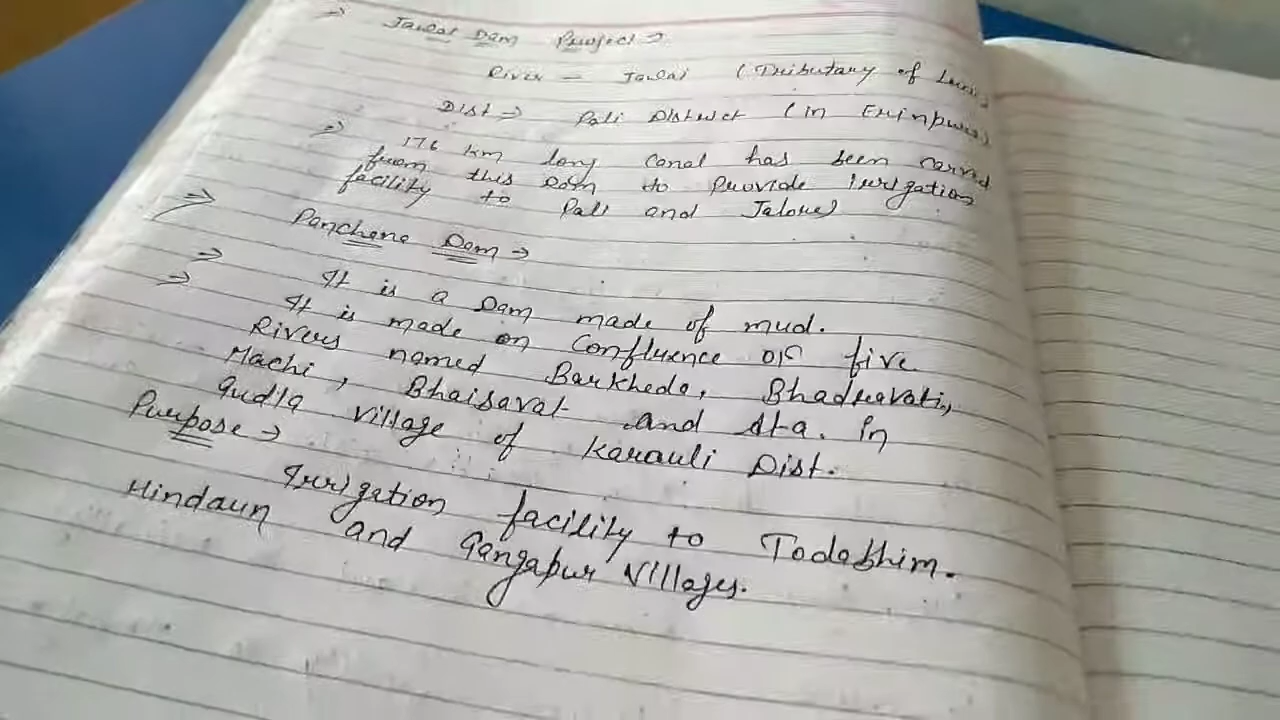 ⇒ Jawai Dam Project →
River — Jawai (Tributary of Luni)
Dist ⇒ Pali District (in Erinpura)
⇒ 176 km long canal has been carved
from this Dam to Provide irrigation
facility to Pali and Jalore)
⇒ Panchana Dam →
⇒ It is a Dam made of mud.
⇒ It is made on Confluence of five
Rivers named Barkheda, Bhadravati,
Machi, Bhaisavat and Ata. in
Gudla village of Karauli Dist.
Purpose →
Irrigation facility to Todabhim.
Hindaun and Gangapur Villages.